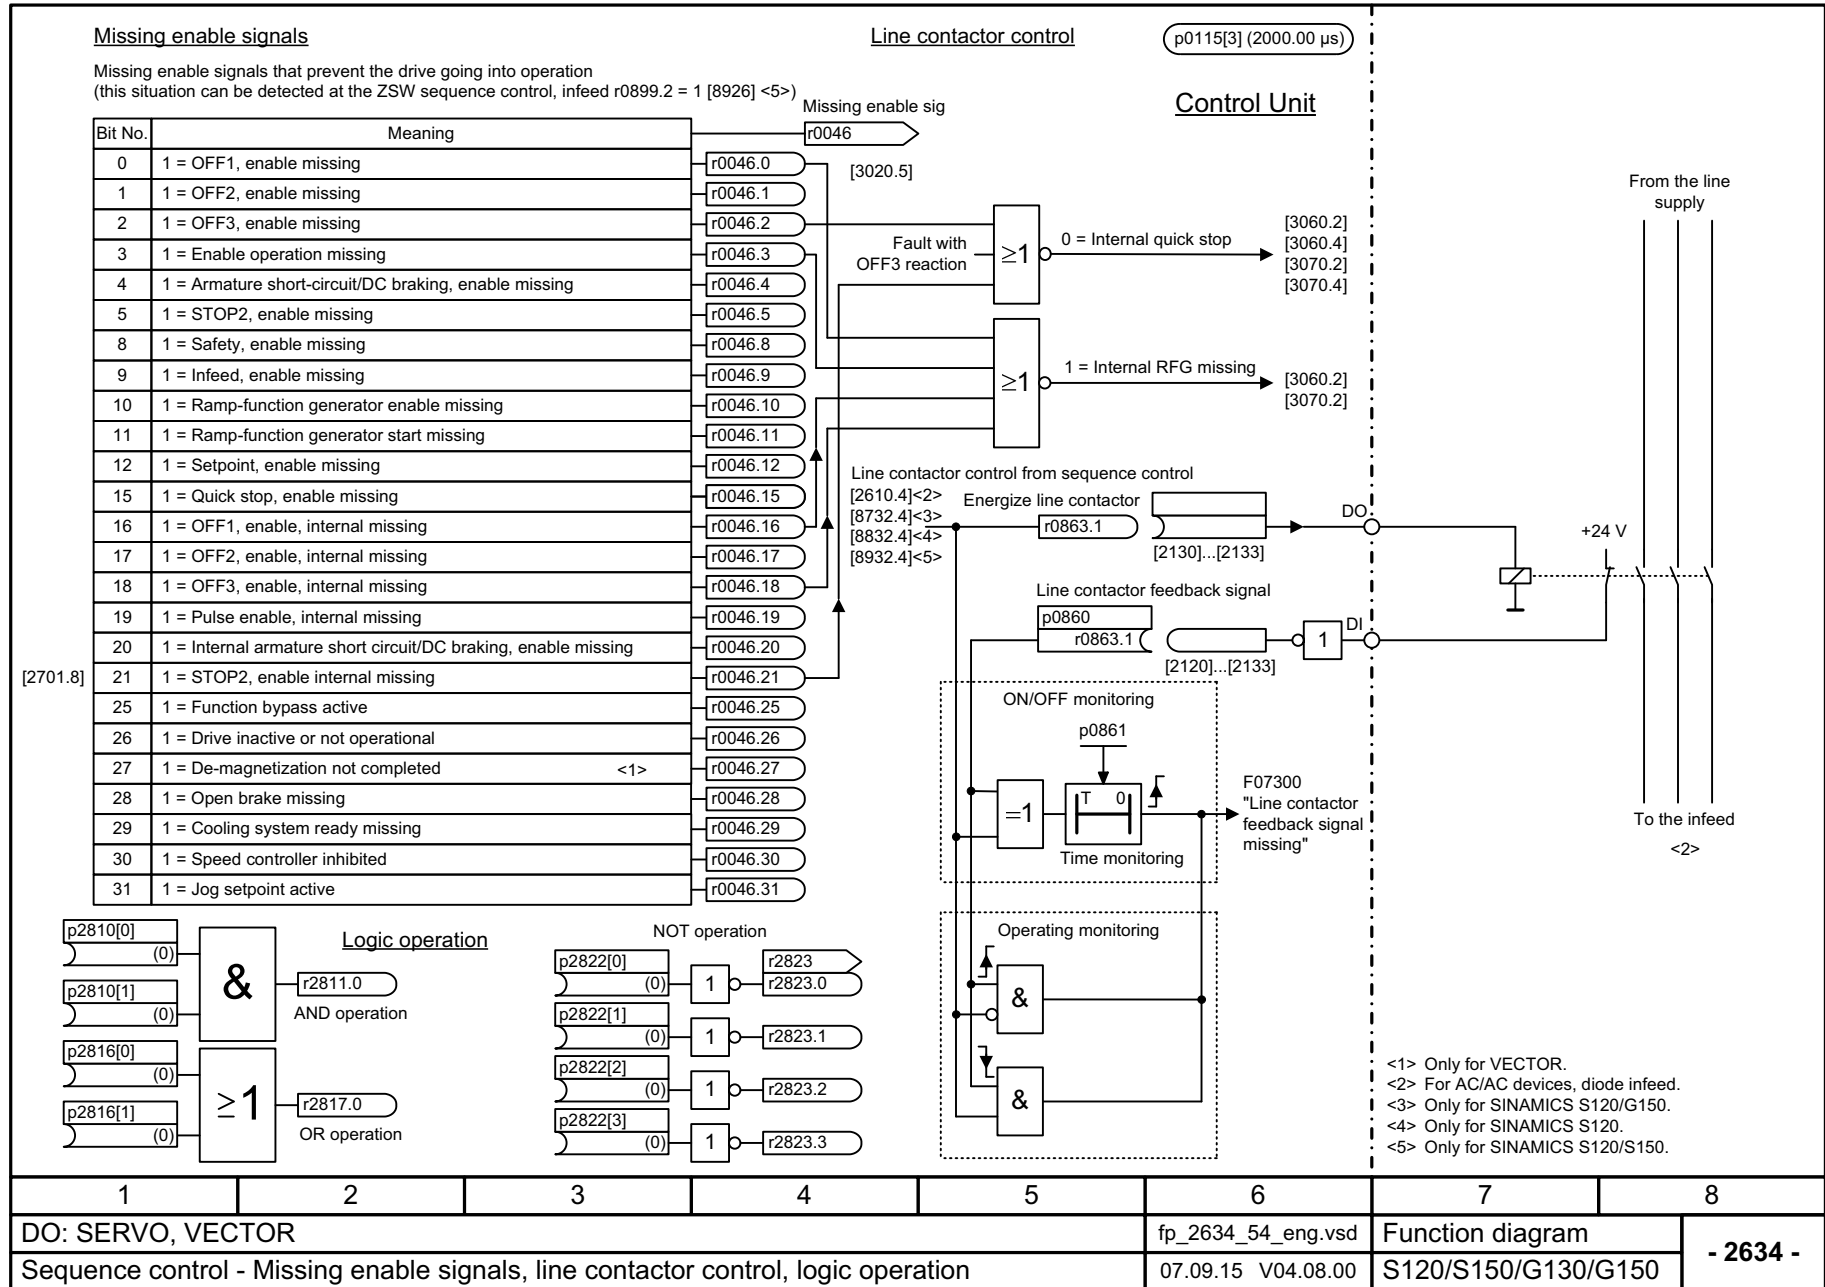 Missing enable signals
Line contactor control
p0115[3] (2000.00 µs)
Missing enable signals that prevent the drive going into operation
(this situation can be detected at the ZSW sequence control, infeed r0899.2 = 1 [8926] <5>)
Missing enable sig
Control Unit
Bit No. Meaning r0046
0 1 = OFF1, enable missing r0046.0
[3020.5]
1 1 = OFF2, enable missing r0046.1
2 1 = OFF3, enable missing r0046.2
3 1 = Enable operation missing r0046.3
4 1 = Armature short-circuit/DC braking, enable missing r0046.4
5 1 = STOP2, enable missing r0046.5
8 1 = Safety, enable missing r0046.8
9 1 = Infeed, enable missing r0046.9
10 1 = Ramp-function generator enable missing r0046.10
11 1 = Ramp-function generator start missing r0046.11
12 1 = Setpoint, enable missing r0046.12
15 1 = Quick stop, enable missing r0046.15
16 1 = OFF1, enable, internal missing r0046.16
17 1 = OFF2, enable, internal missing r0046.17
18 1 = OFF3, enable, internal missing r0046.18
19 1 = Pulse enable, internal missing r0046.19
20 1 = Internal armature short circuit/DC braking, enable missing r0046.20
[2701.8] 21 1 = STOP2, enable internal missing r0046.21
25 1 = Function bypass active r0046.25
26 1 = Drive inactive or not operational r0046.26
27 1 = De-magnetization not completed <1> r0046.27
28 1 = Open brake missing r0046.28
29 1 = Cooling system ready missing r0046.29
30 1 = Speed controller inhibited r0046.30
31 1 = Jog setpoint active r0046.31
Fault with
OFF3 reaction
≥1
0 = Internal quick stop
[3060.2]
[3060.4]
[3070.2]
[3070.4]
≥1
1 = Internal RFG missing
[3060.2]
[3070.2]
Line contactor control from sequence control
[2610.4]<2>
[8732.4]<3>
[8832.4]<4>
[8932.4]<5>
Energize line contactor
r0863.1
[2130]...[2133]
DO
Line contactor feedback signal
p0860
r0863.1
[2120]...[2133]
1
DI
ON/OFF monitoring
p0861
=1
T 0
Time monitoring
F07300
"Line contactor
feedback signal
missing"
Operating monitoring
&
&
From the line
supply
+24 V
To the infeed
<2>
p2810[0]
(0)
p2810[1]
(0)
&
Logic operation
r2811.0
AND operation
p2816[0]
(0)
p2816[1]
(0)
≥1
r2817.0
OR operation
NOT operation
p2822[0]
(0) 1
r2823
r2823.0
p2822[1]
(0) 1 r2823.1
p2822[2]
(0) 1 r2823.2
p2822[3]
(0) 1 r2823.3
<1> Only for VECTOR.
<2> For AC/AC devices, diode infeed.
<3> Only for SINAMICS S120/G150.
<4> Only for SINAMICS S120.
<5> Only for SINAMICS S120/S150.
1 2 3 4 5 6 7 8
DO: SERVO, VECTOR
fp_2634_54_eng.vsd
Function diagram
- 2634 -
Sequence control - Missing enable signals, line contactor control, logic operation
07.09.15 V04.08.00
S120/S150/G130/G150